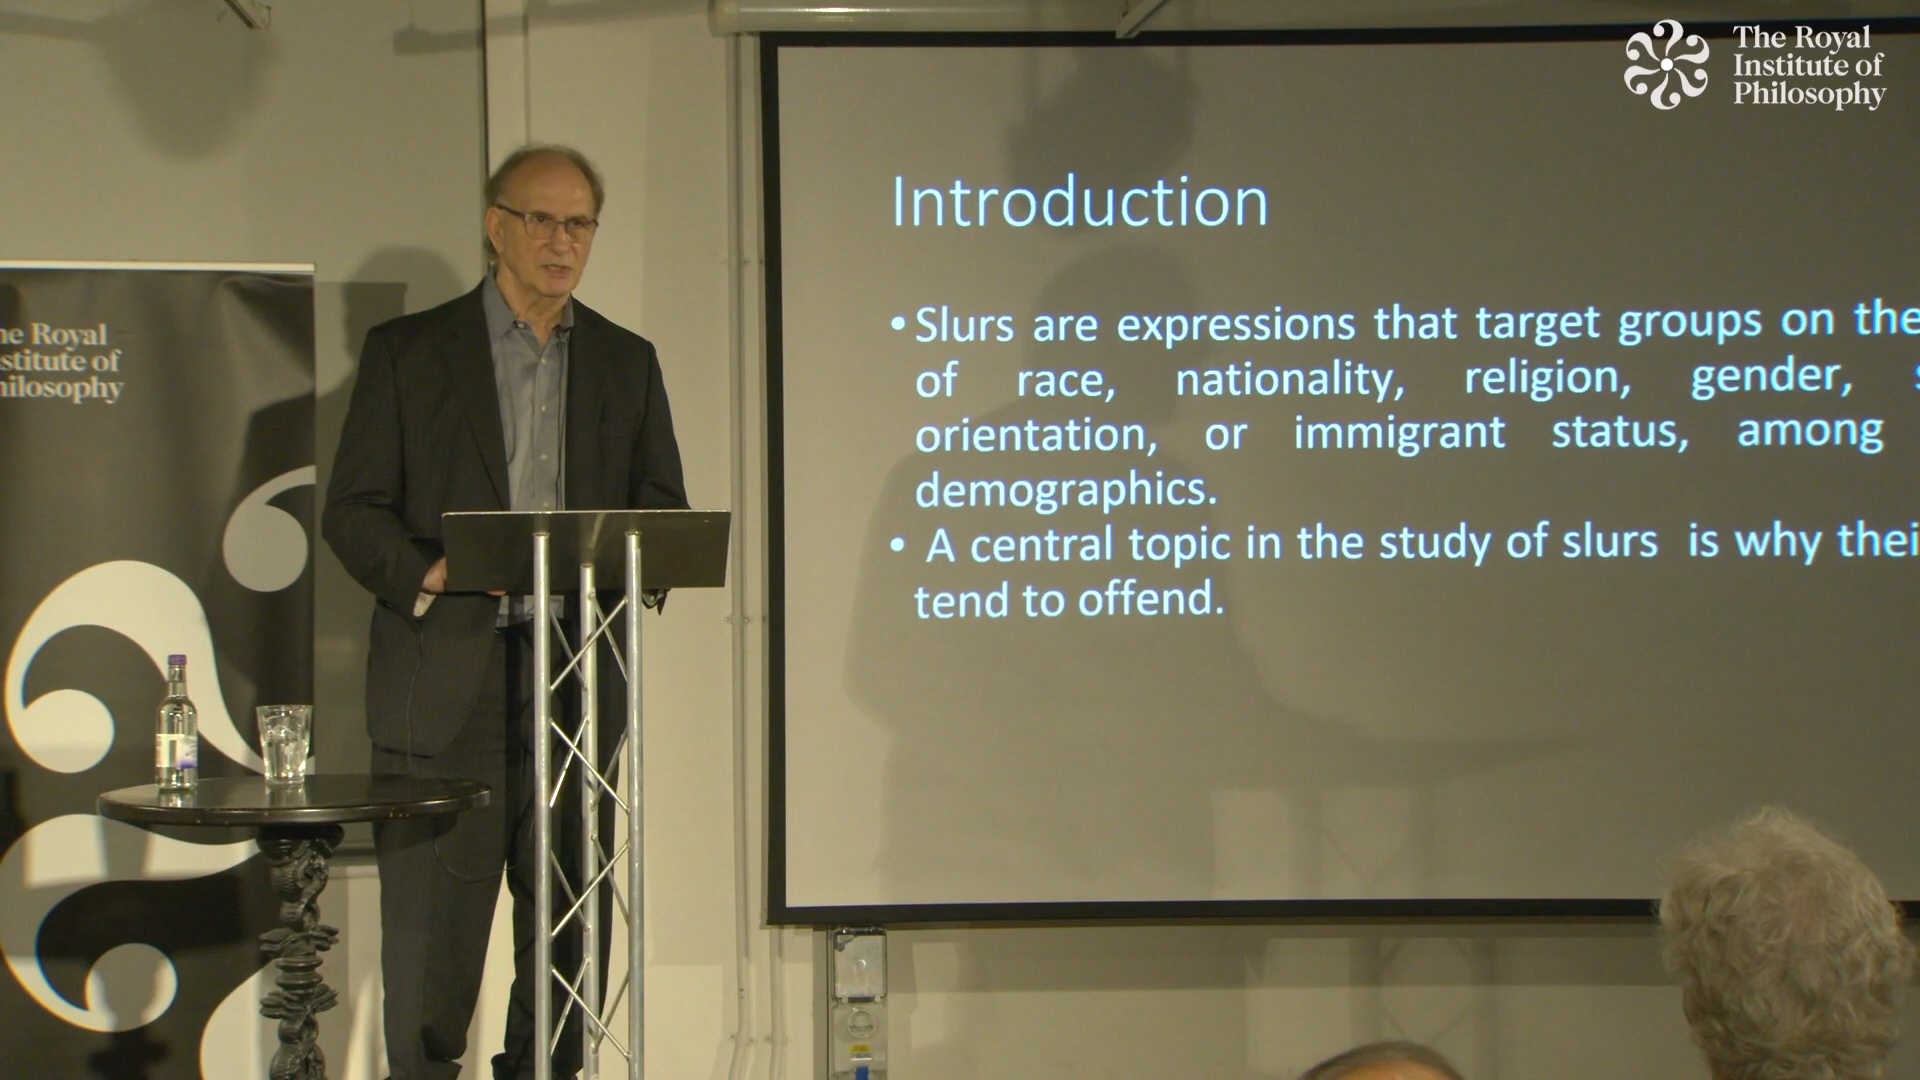 The Royal
Institute of
Philosophy
Introduction
• Slurs are expressions that target groups on the
of race, nationality, religion, gender,
orientation, or immigrant status, among
demographics.
• A central topic in the study of slurs is why thei
tend to offend.
he Royal
stitute of
hilosophy